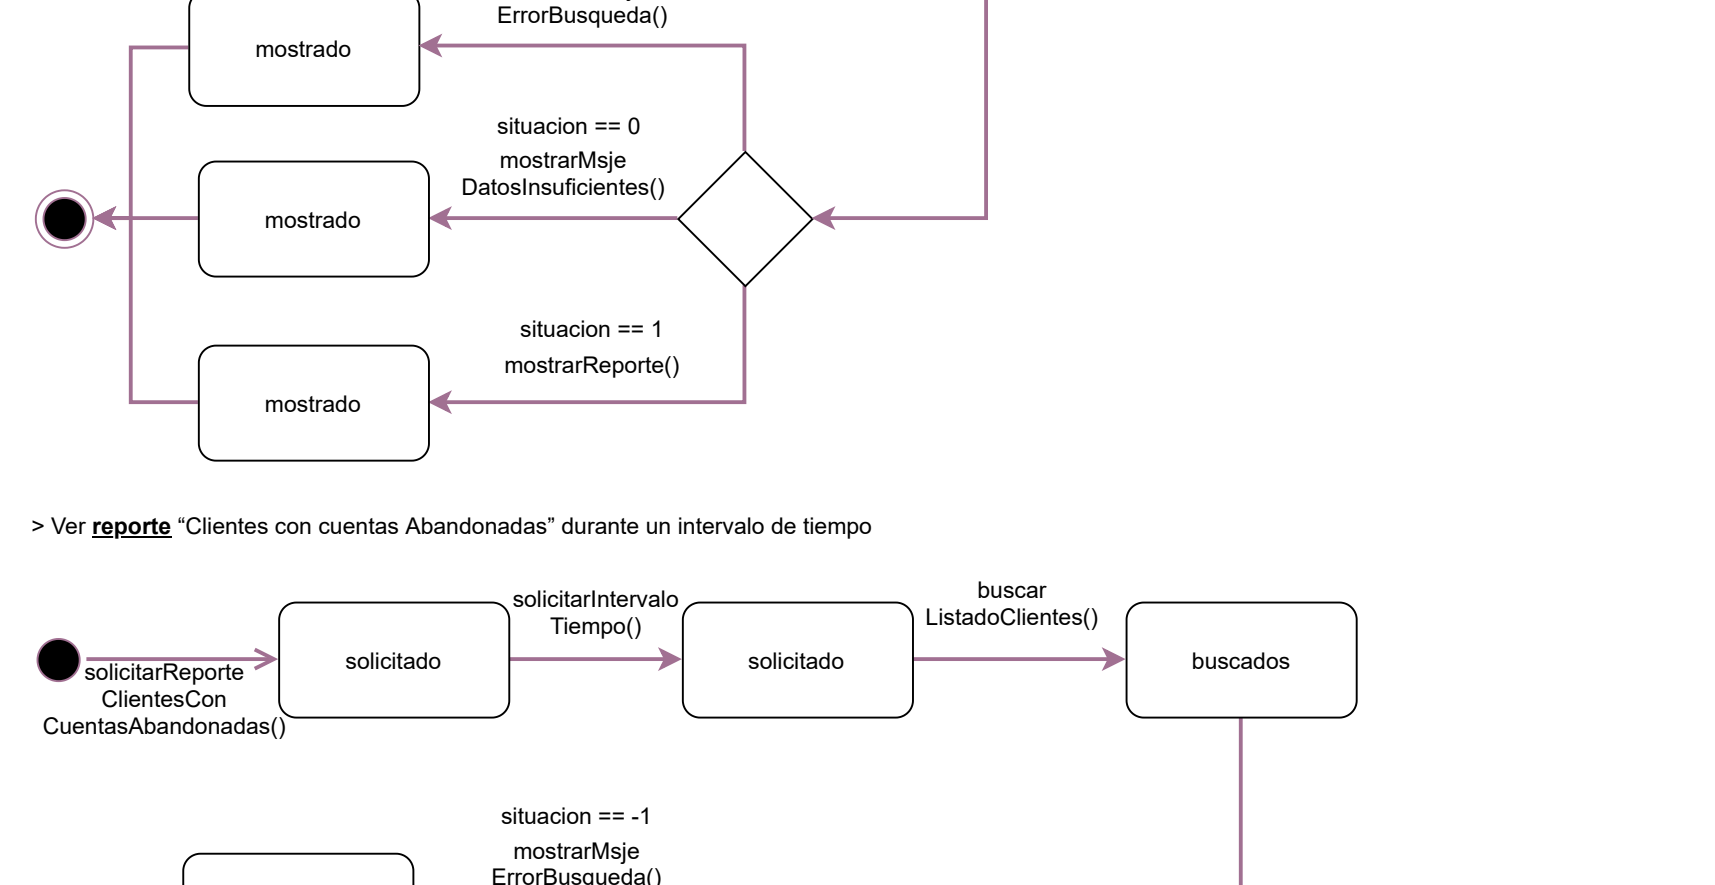 ErrorBusqueda()
mostrado
situacion == 0
mostrarMsje
DatosInsuficientes()
mostrado
situacion == 1
mostrarReporte()
mostrado
> Ver reporte “Clientes con cuentas Abandonadas” durante un intervalo de tiempo
solicitarReporte
ClientesCon
CuentasAbandonadas()
solicitado
solicitarIntervalo
Tiempo()
solicitado
buscar
ListadoClientes()
buscados
situacion == -1
mostrarMsje
ErrorBusqueda()